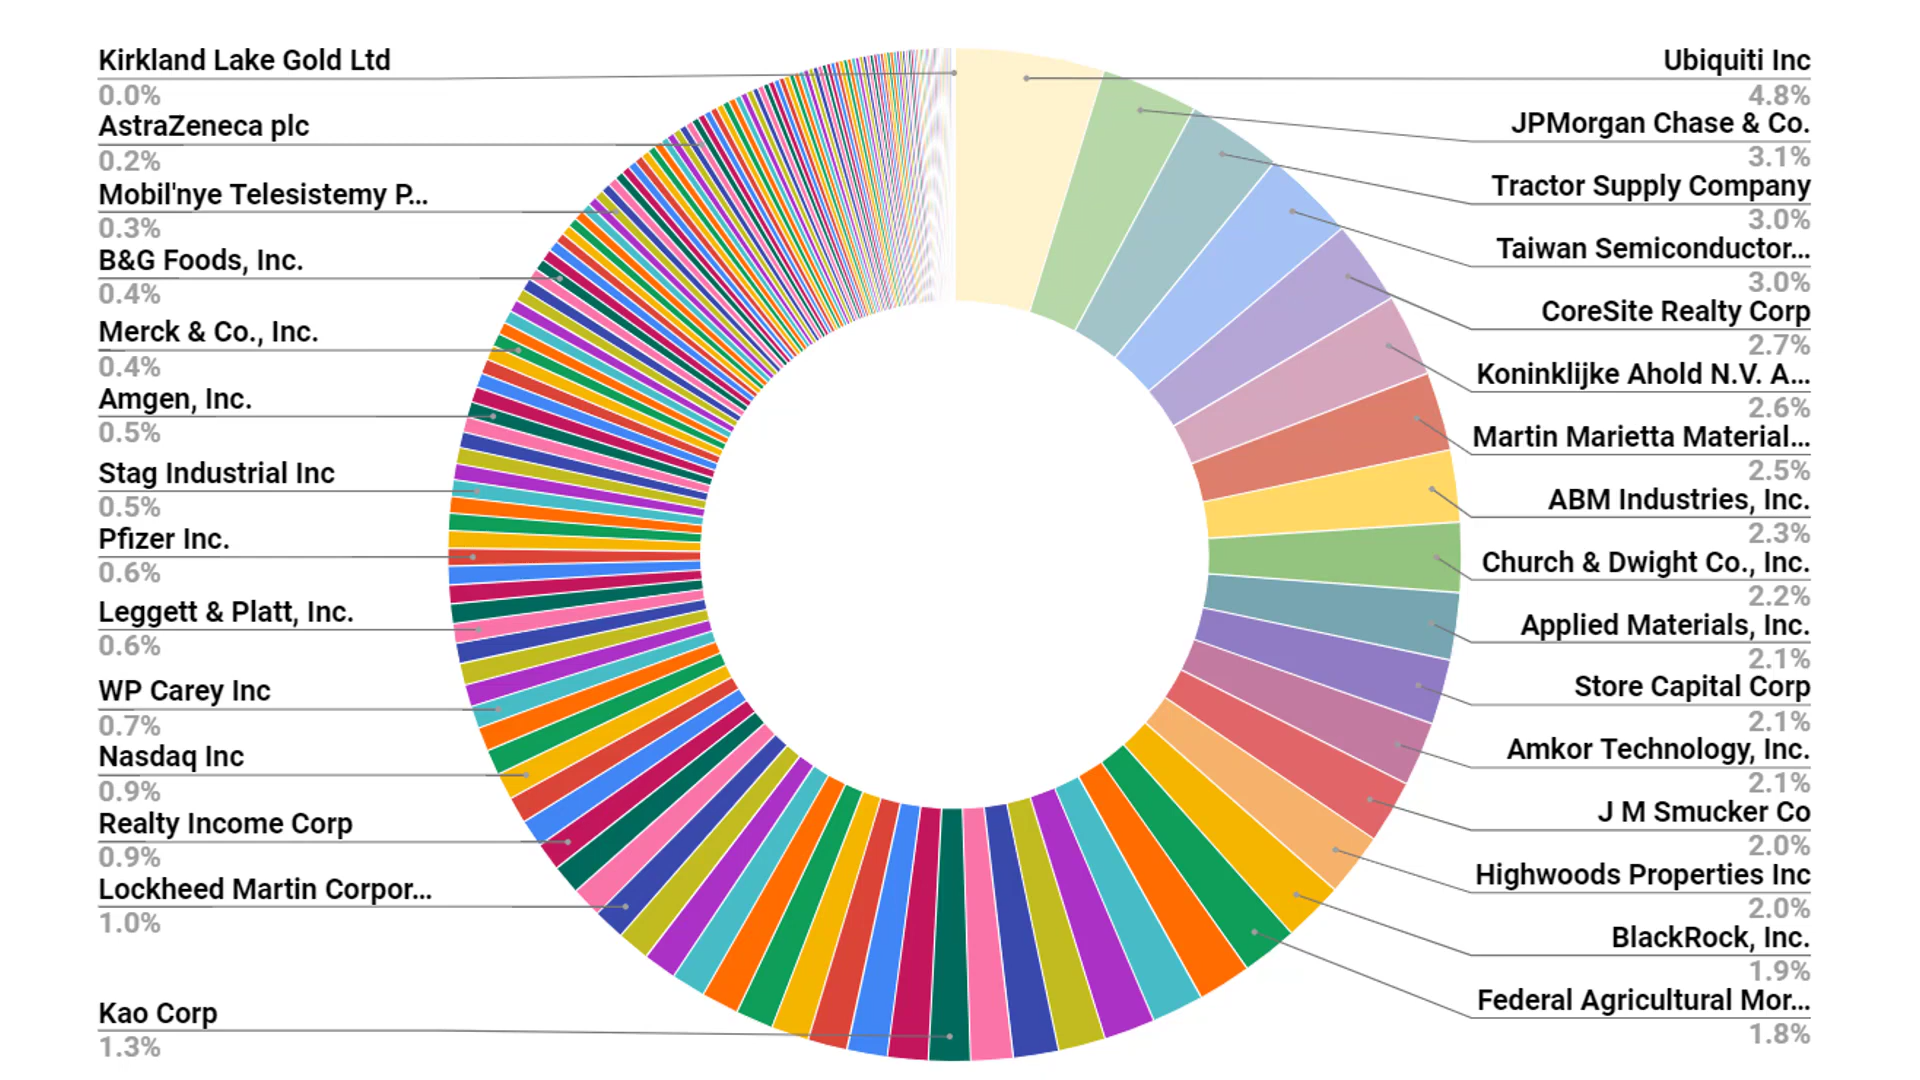 Kirkland Lake Gold Ltd
0.0%
AstraZeneca plc
0.2%
Mobil'nye Telesistemy P...
0.3%
B&G Foods, Inc.
0.4%
Merck & Co., Inc.
0.4%
Amgen, Inc.
0.5%
Stag Industrial Inc
0.5%
Pfizer Inc.
0.6%
Leggett & Platt, Inc.
0.6%
WP Carey Inc
0.7%
Nasdaq Inc
0.9%
Realty Income Corp
0.9%
Lockheed Martin Corpor...
1.0%
Kao Corp
1.3%
Ubiquiti Inc
4.8%
JPMorgan Chase & Co.
3.1%
Tractor Supply Company
3.0%
Taiwan Semiconductor...
3.0%
CoreSite Realty Corp
2.7%
Koninklijke Ahold N.V. A...
2.6%
Martin Marietta Material...
2.5%
ABM Industries, Inc.
2.3%
Church & Dwight Co., Inc.
2.2%
Applied Materials, Inc.
2.1%
Store Capital Corp
2.1%
Amkor Technology, Inc.
2.1%
J M Smucker Co
2.0%
Highwoods Properties Inc
2.0%
BlackRock, Inc.
1.9%
Federal Agricultural Mor...
1.8%